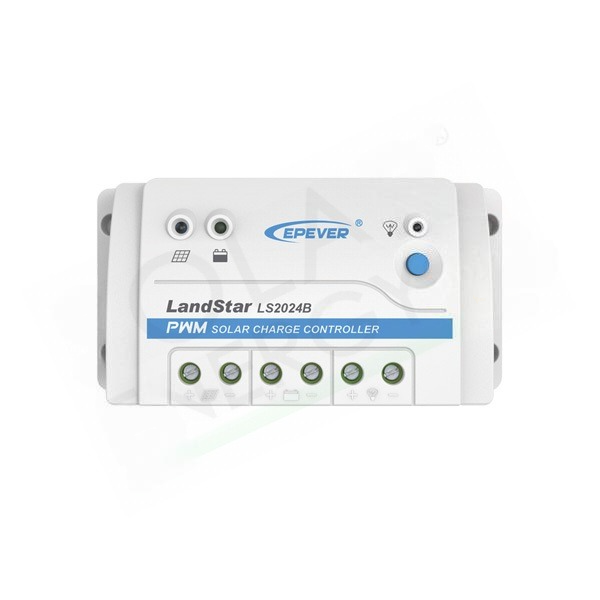 EPEVER ®
LandStar LS2024B
PWM SOLAR CHARGE CONTROLLER
+ - + - + -